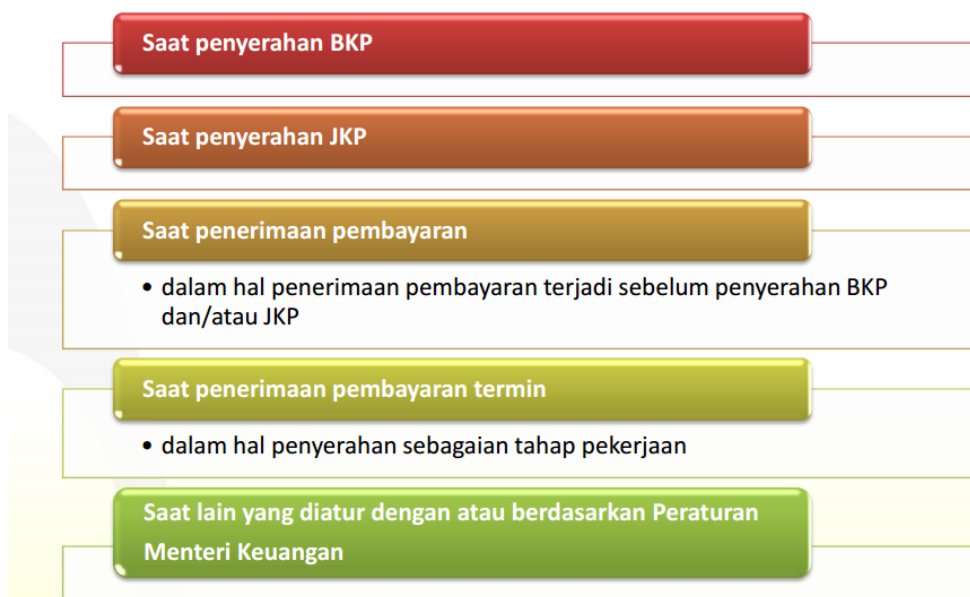 Saat penyerahan BKP
Saat penyerahan JKP
Saat penerimaan pembayaran
• dalam hal penerimaan pembayaran terjadi sebelum penyerahan BKP
dan/atau JKP
Saat penerimaan pembayaran termin
• dalam hal penyerahan sebagaian tahap pekerjaan
Saat lain yang diatur dengan atau berdasarkan Peraturan
Menteri Keuangan